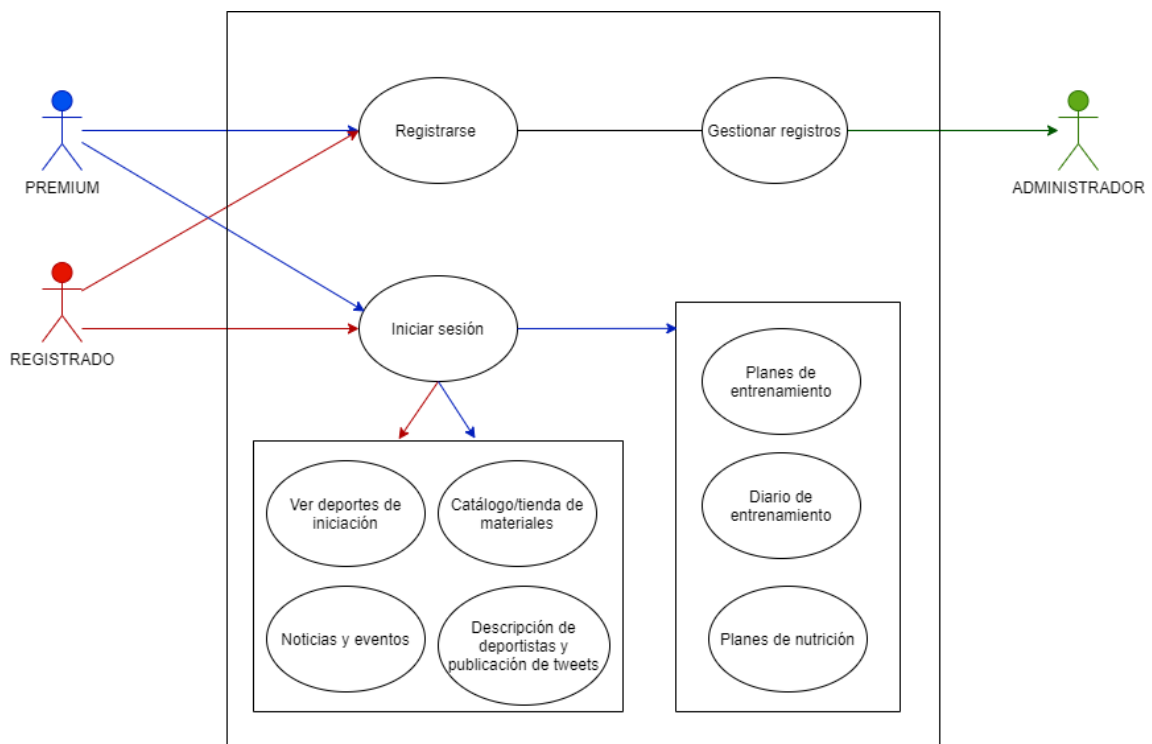 Registrarse
Gestionar registros
PREMIUM
ADMINISTRADOR
Iniciar sesión
REGISTRADO
Planes de
entrenamiento
Ver deportes de
iniciación
Catálogo/tienda de
materiales
Diario de
entrenamiento
Noticias y eventos
Descripción de
deportistas y
publicación de tweets
Planes de nutrición